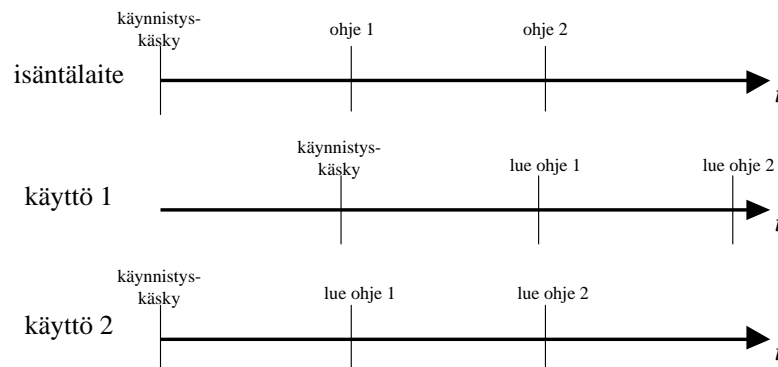 käynnistys-
käsky
ohje 1
ohje 2
isäntälaite
t
käynnistys-
käsky
lue ohje 1
lue ohje 2
käyttö 1
t
käynnistys-
käsky
lue ohje 1
lue ohje 2
käyttö 2
t